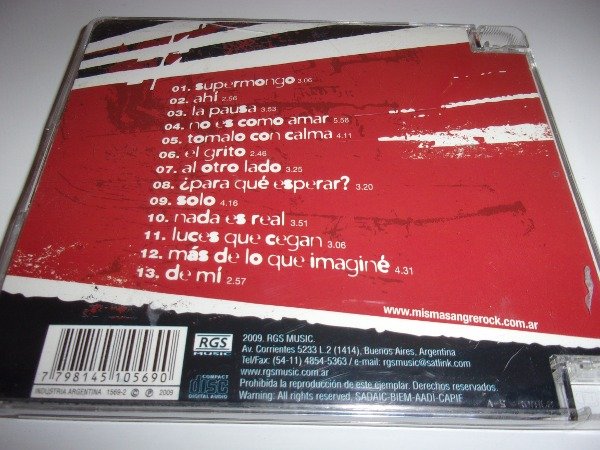 01. supermongo 3.06
02. ahí 2.56
03. la pausa 3.53
04. no es como amar 5.56
05. tomalo con calma 4.11
06. el grito 2.46
07. al otro lado 3.25
08. ¿para qué esperar? 3.20
09. solo 4.16
10. nada es real 3.51
11. luces que cegan 3.06
12. más de lo que imaginé 4.31
13. de mí 2.57
www.mismasangrerock.com.ar
RGS
MUSIC
2009. RGS MUSIC.
Av. Corrientes 5233 L.2 (1414), Buenos Aires, Argentina
Tel/Fax: (54-11) 4854-5363 / e-mail: rgsmusic@satlink.com
www.rgsmusic.com.ar
Prohibida la reproducción de este ejemplar. Derechos reservados.
Warning: All rights reserved. SADAIC-BIEM-AADI-CAPIF
7 798145 105690
INDUSTRIA ARGENTINA 1569-2 ℗ © 2009
COMPACT
disc
DIGITAL AUDIO